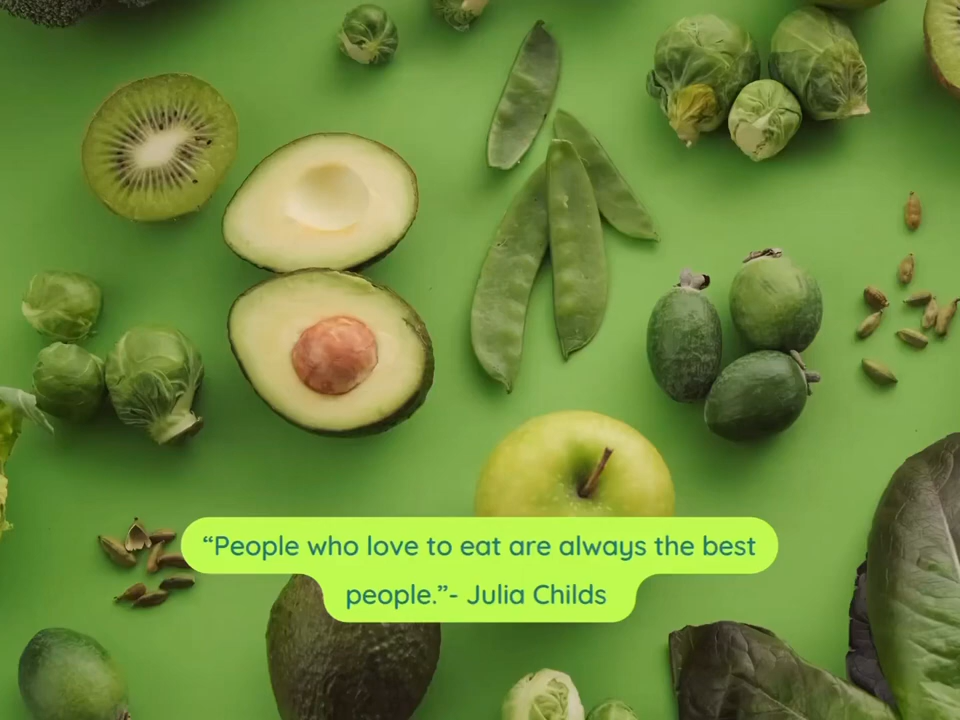 “People who love to eat are always the best
people.”- Julia Childs